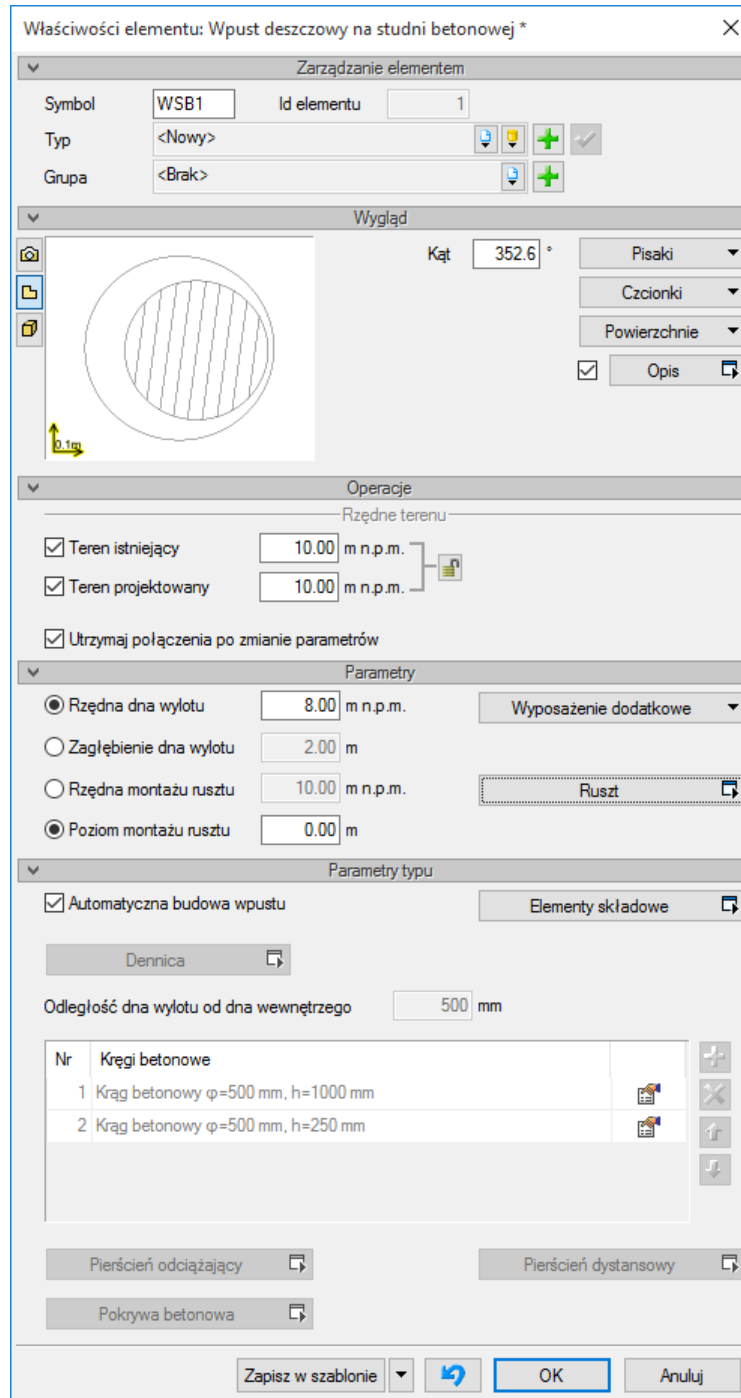 Właściwości elementu: Wpust deszczowy na studni betonowej *
Zarządzanie elementem
Symbol WSB1 Id elementu 1
Typ <Nowy>
Grupa <Brak>
Wygląd
Kąt 352.6 ° Pisaki
Czcionki
Powierzchnie
Opis
0.1m
Operacje
Rzędne terenu
Teren istniejący 10.00 m n.p.m.
Teren projektowany 10.00 m n.p.m.
Utrzymaj połączenia po zmianie parametrów
Parametry
Rzędna dna wylotu 8.00 m n.p.m. Wyposażenie dodatkowe
Zagłębienie dna wylotu 2.00 m
Rzędna montażu rusztu 10.00 m n.p.m. Ruszt
Poziom montażu rusztu 0.00 m
Parametry typu
Automatyczna budowa wpustu Elementy składowe
Dennica
Odległość dna wylotu od dna wewnętrzego 500 mm
Nr Kręgi betonowe
1 Krąg betonowy φ=500 mm, h=1000 mm
2 Krąg betonowy φ=500 mm, h=250 mm
Pierścień odciążający Pierścień dystansowy
Pokrywa betonowa
Zapisz w szablonie OK Anuluj